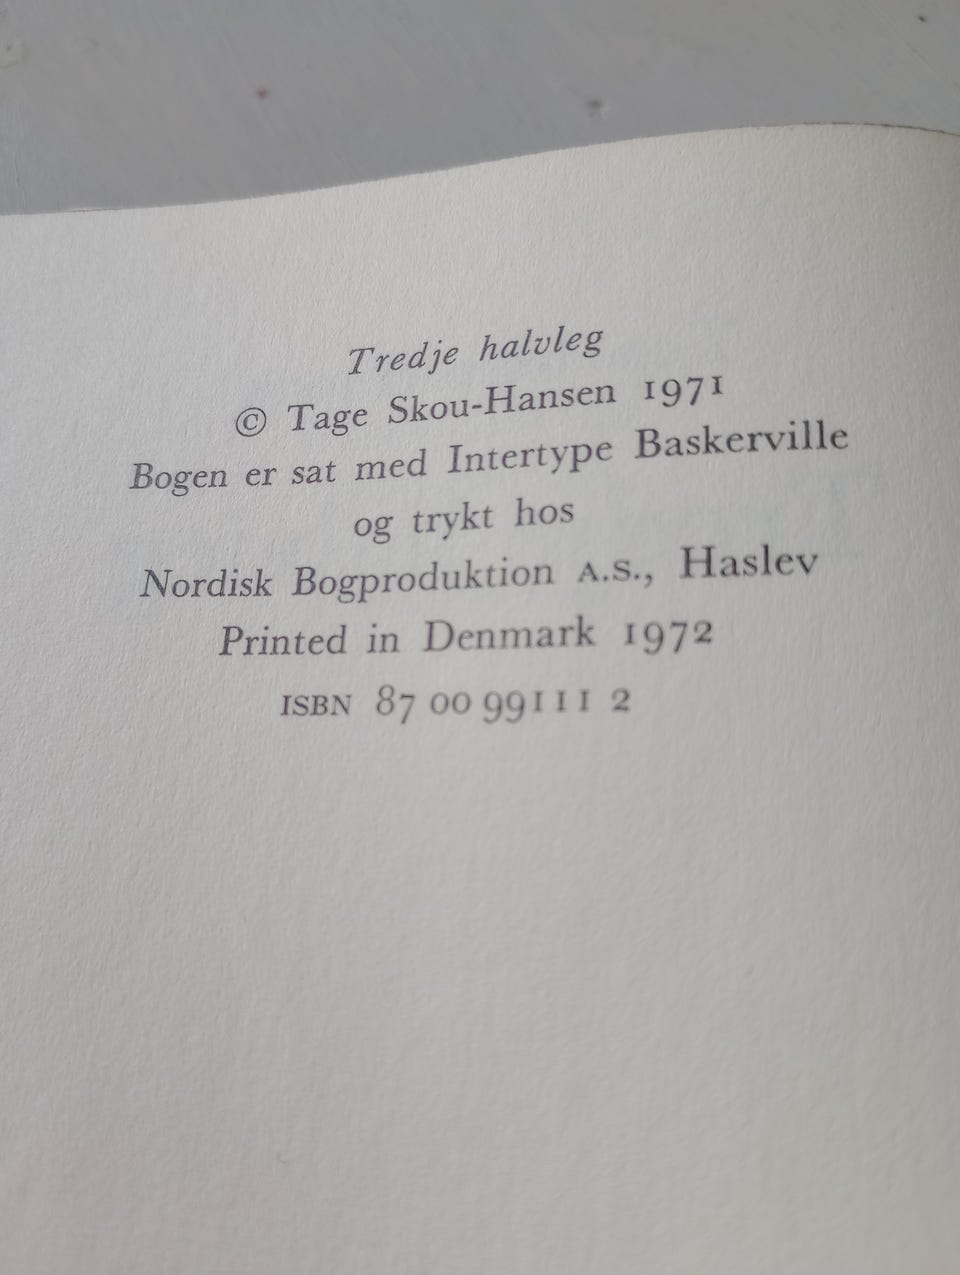 Tredje halvleg
© Tage Skou-Hansen 1971
Bogen er sat med Intertype Baskerville
og trykt hos
Nordisk Bogproduktion A.S., Haslev
Printed in Denmark 1972
ISBN 87 00 99111 2